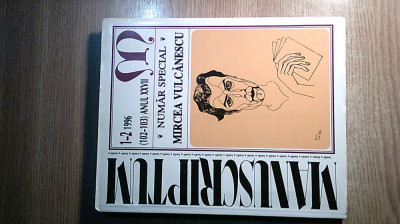 MANUSCRIPTUM
1-2 1996
(102-103) ANUL XXVII
NUMĂR SPECIAL
MIRCEA VULCĂNESCU